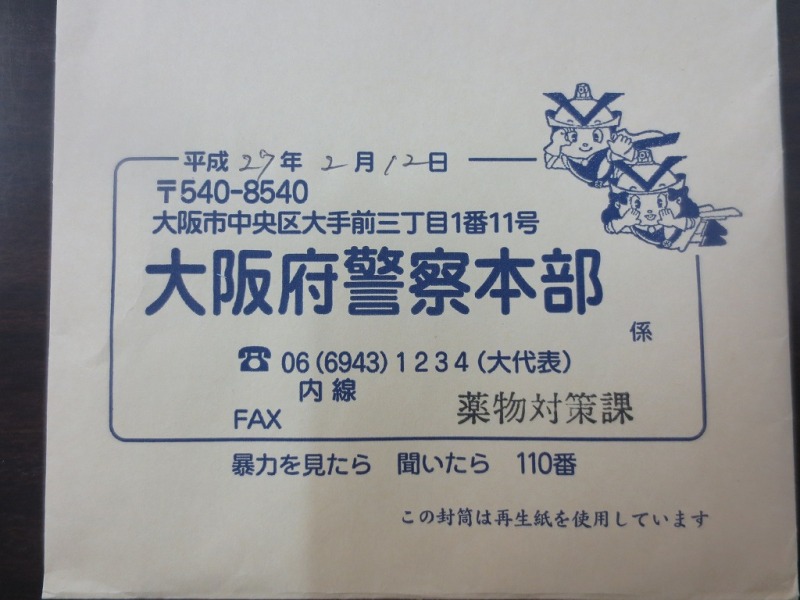 平成 27年 2月 12日
〒540-8540
大阪市中央区大手前三丁目1番11号
大阪府警察本部
係
☎ 06(6943)1234(大代表)
内線
薬物対策課
FAX
暴力を見たら 聞いたら 110番
この封筒は再生紙を使用しています